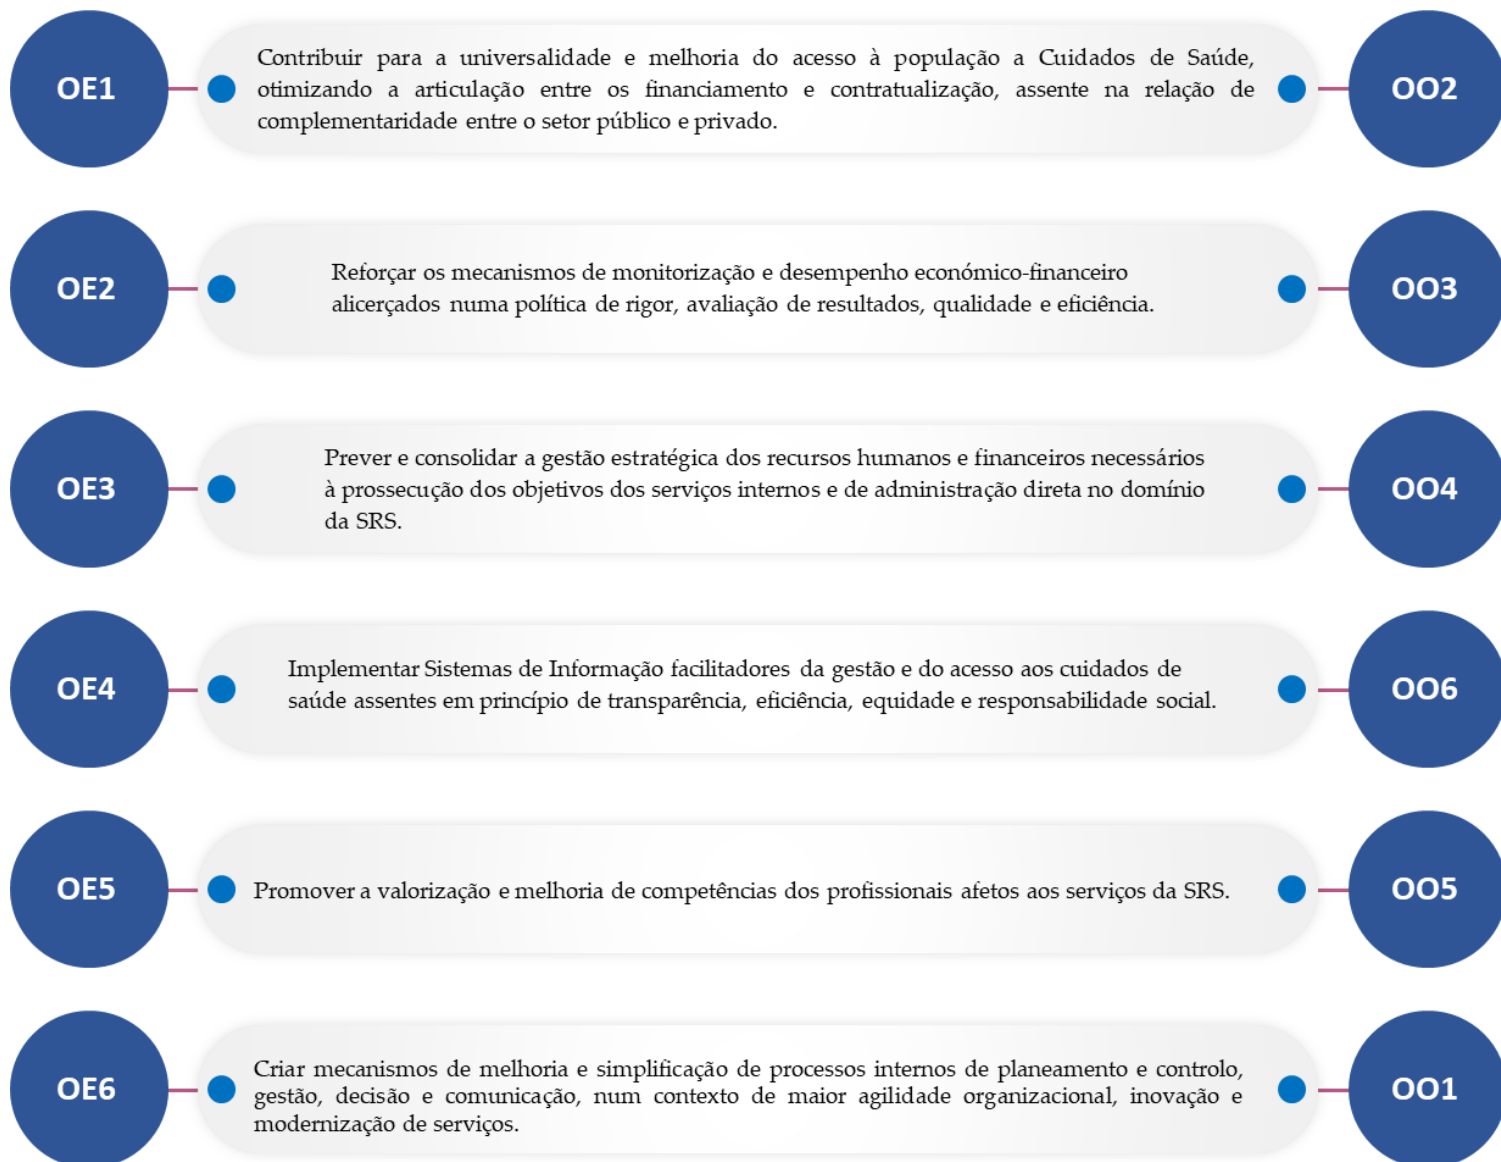 OE1
Contribuir para a universalidade e melhoria do acesso à população a Cuidados de Saúde,
otimizando a articulação entre os financiamento e contratualização, assente na relação de
complementaridade entre o setor público e privado.
OO2
OE2
Reforçar os mecanismos de monitorização e desempenho económico-financeiro
alicerçados numa política de rigor, avaliação de resultados, qualidade e eficiência.
OO3
OE3
Prever e consolidar a gestão estratégica dos recursos humanos e financeiros necessários
à prossecução dos objetivos dos serviços internos e de administração direta no domínio
da SRS.
OO4
OE4
Implementar Sistemas de Informação facilitadores da gestão e do acesso aos cuidados de
saúde assentes em princípio de transparência, eficiência, equidade e responsabilidade social.
OO6
OE5
Promover a valorização e melhoria de competências dos profissionais afetos aos serviços da SRS.
OO5
OE6
Criar mecanismos de melhoria e simplificação de processos internos de planeamento e controlo,
gestão, decisão e comunicação, num contexto de maior agilidade organizacional, inovação e
modernização de serviços.
OO1